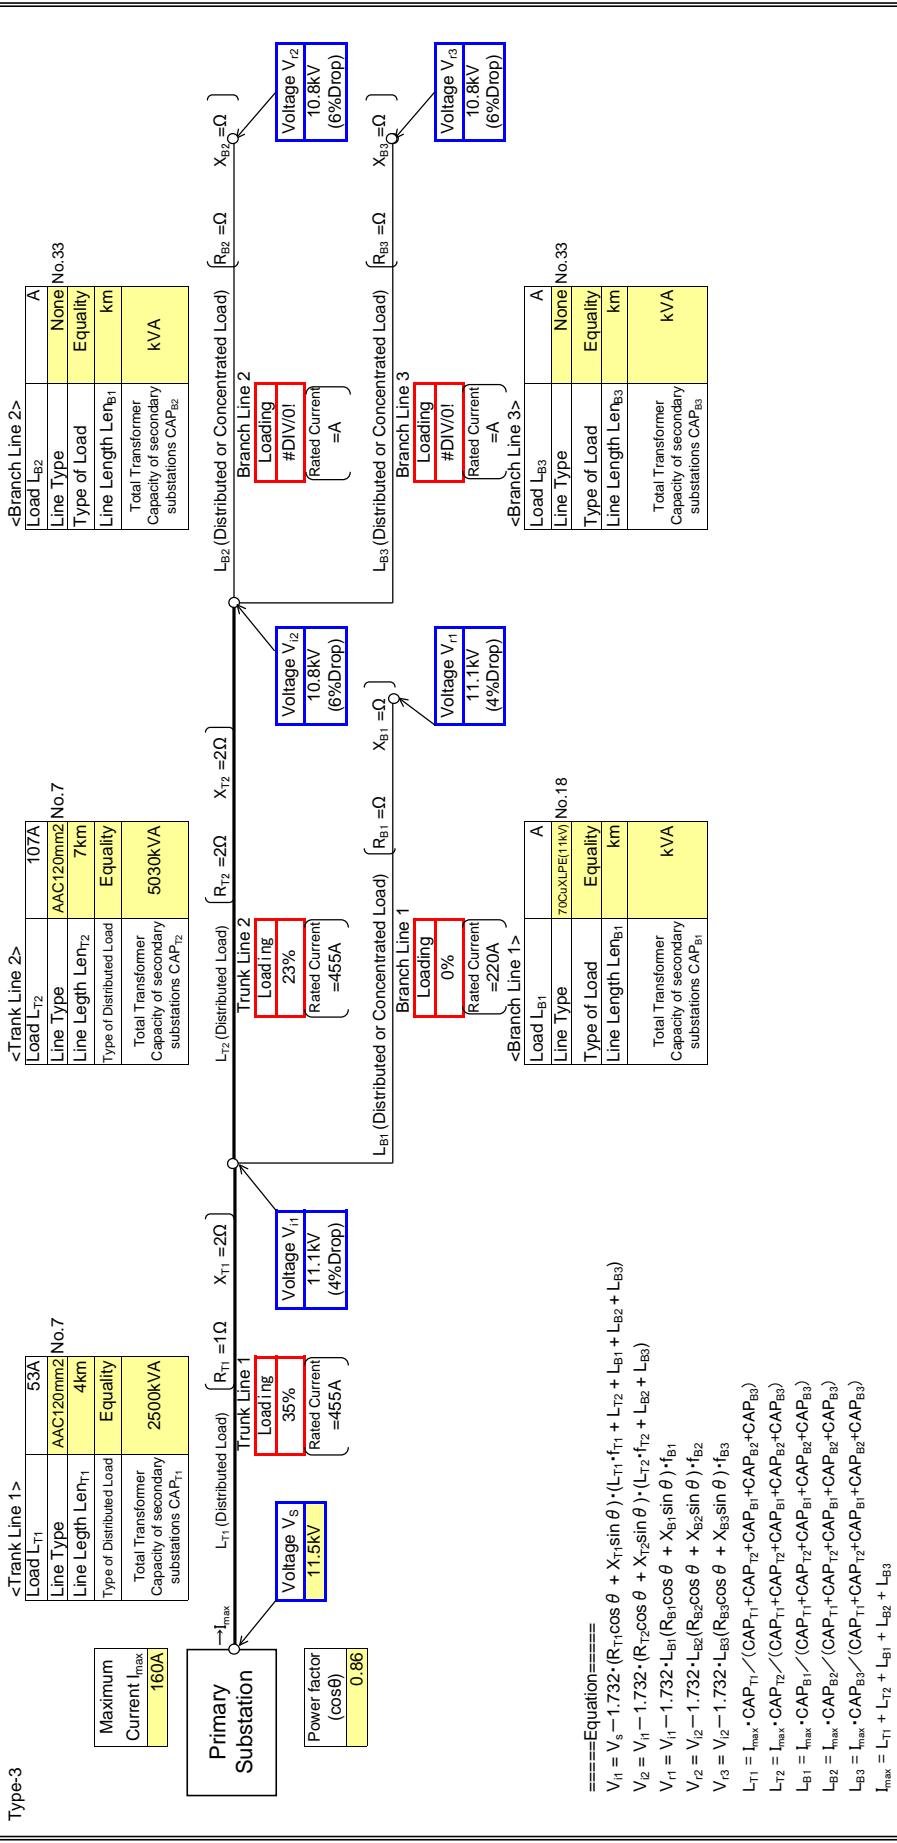 Type-3
Maximum
Current Imax
160A
Primary
Substation
Power factor
(cosθ)
0.86
→Imax
Voltage VS
11.5kV
<Trank Line 1>
Load LT1 53A
Line Type AAC120mm2 No.7
Line Legth LenT1 4km
Type of Distributed Load Equality
Total Transformer
Capacity of secondary
substations CAPT1
2500kVA
LT1 (Distributed Load) (RT1 =1Ω XT1 =2Ω)
Trunk Line 1
Loading
35%
Rated Current
=455A
Voltage Vi1
11.1kV
(4%Drop)
<Trank Line 2>
Load LT2 107A
Line Type AAC120mm2 No.7
Line Legth LenT2 7km
Type of Distributed Load Equality
Total Transformer
Capacity of secondary
substations CAPT2
5030kVA
LT2 (Distributed Load) (RT2 =2Ω XT2 =2Ω)
Trunk Line 2
Loading
23%
Rated Current
=455A
Voltage Vi2
10.8kV
(6%Drop)
LB1 (Distributed or Concentrated Load) (RB1 =Ω XB1 =Ω)
Branch Line 1
Loading
0%
Rated Current
=220A
Voltage Vr1
11.1kV
(4%Drop)
<Branch Line 1>
Load LB1 A
Line Type 70CuXLPE(11kV) No.18
Type of Load Equality
Line Length LenB1 km
Total Transformer
Capacity of secondary
substations CAPB1
kVA
<Branch Line 2>
Load LB2 A
Line Type None No.33
Type of Load Equality
Line Length LenB1 km
Total Transformer
Capacity of secondary
substations CAPB2
kVA
LB2 (Distributed or Concentrated Load) (RB2 =Ω XB2 =Ω)
Branch Line 2
Loading
#DIV/0!
Rated Current
=A
Voltage Vr2
10.8kV
(6%Drop)
LB3 (Distributed or Concentrated Load) (RB3 =Ω XB3 =Ω)
Branch Line 3
Loading
#DIV/0!
Rated Current
=A
Voltage Vr3
10.8kV
(6%Drop)
<Branch Line 3>
Load LB3 A
Line Type None No.33
Type of Load Equality
Line Length LenB3 km
Total Transformer
Capacity of secondary
substations CAPB3
kVA
=====Equation=====
Vi1 = Vs－1.732･(RT1cos θ + XT1sin θ)･(LT1･fT1 + LT2 + LB1 + LB2 + LB3)
Vi2 = Vi1－1.732･(RT2cos θ + XT2sin θ)･(LT2･fT2 + LB2 + LB3)
Vr1 = Vi1－1.732･LB1(RB1cos θ + XB1sin θ)･fB1
Vr2 = Vi2－1.732･LB2(RB2cos θ + XB2sin θ)･fB2
Vr3 = Vi2－1.732･LB3(RB3cos θ + XB3sin θ)･fB3
LT1 = Imax･CAPT1／(CAPT1+CAPT2+CAPB1+CAPB2+CAPB3)
LT2 = Imax･CAPT2／(CAPT1+CAPT2+CAPB1+CAPB2+CAPB3)
LB1 = Imax･CAPB1／(CAPT1+CAPT2+CAPB1+CAPB2+CAPB3)
LB2 = Imax･CAPB2／(CAPT1+CAPT2+CAPB1+CAPB2+CAPB3)
LB3 = Imax･CAPB3／(CAPT1+CAPT2+CAPB1+CAPB2+CAPB3)
Imax = LT1 + LT2 + LB1 + LB2 + LB3